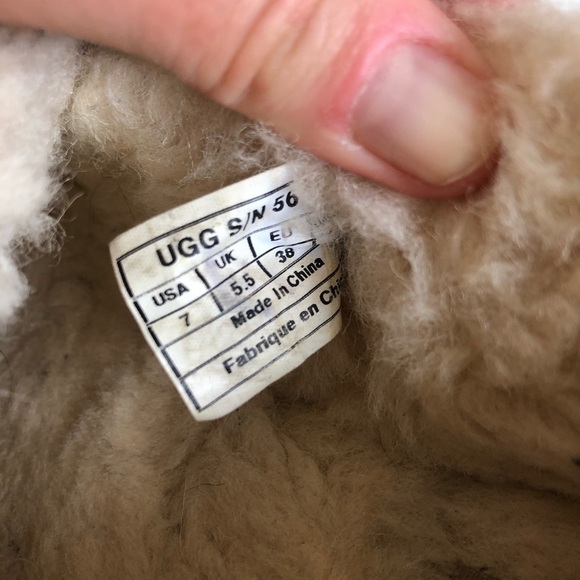 UGG S/N 56
USA UK EU
7 5.5 38
Made In China
Fabrique en Chi